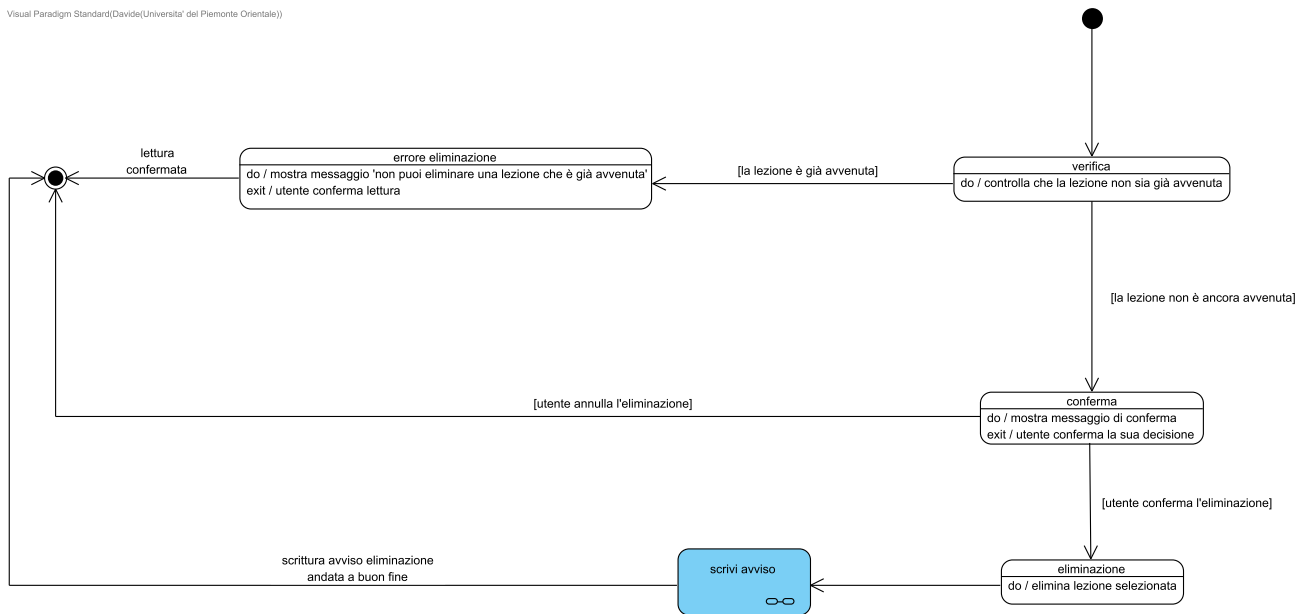 Visual Paradigm Standard(Davide(Universita' del Piemonte Orientale))
lettura
confermata
errore eliminazione
do / mostra messaggio 'non puoi eliminare una lezione che è già avvenuta'
exit / utente conferma lettura
[la lezione è già avvenuta]
verifica
do / controlla che la lezione non sia già avvenuta
[la lezione non è ancora avvenuta]
[utente annulla l'eliminazione]
conferma
do / mostra messaggio di conferma
exit / utente conferma la sua decisione
[utente conferma l'eliminazione]
scrittura avviso eliminazione
andata a buon fine
scrivi avviso
eliminazione
do / elimina lezione selezionata